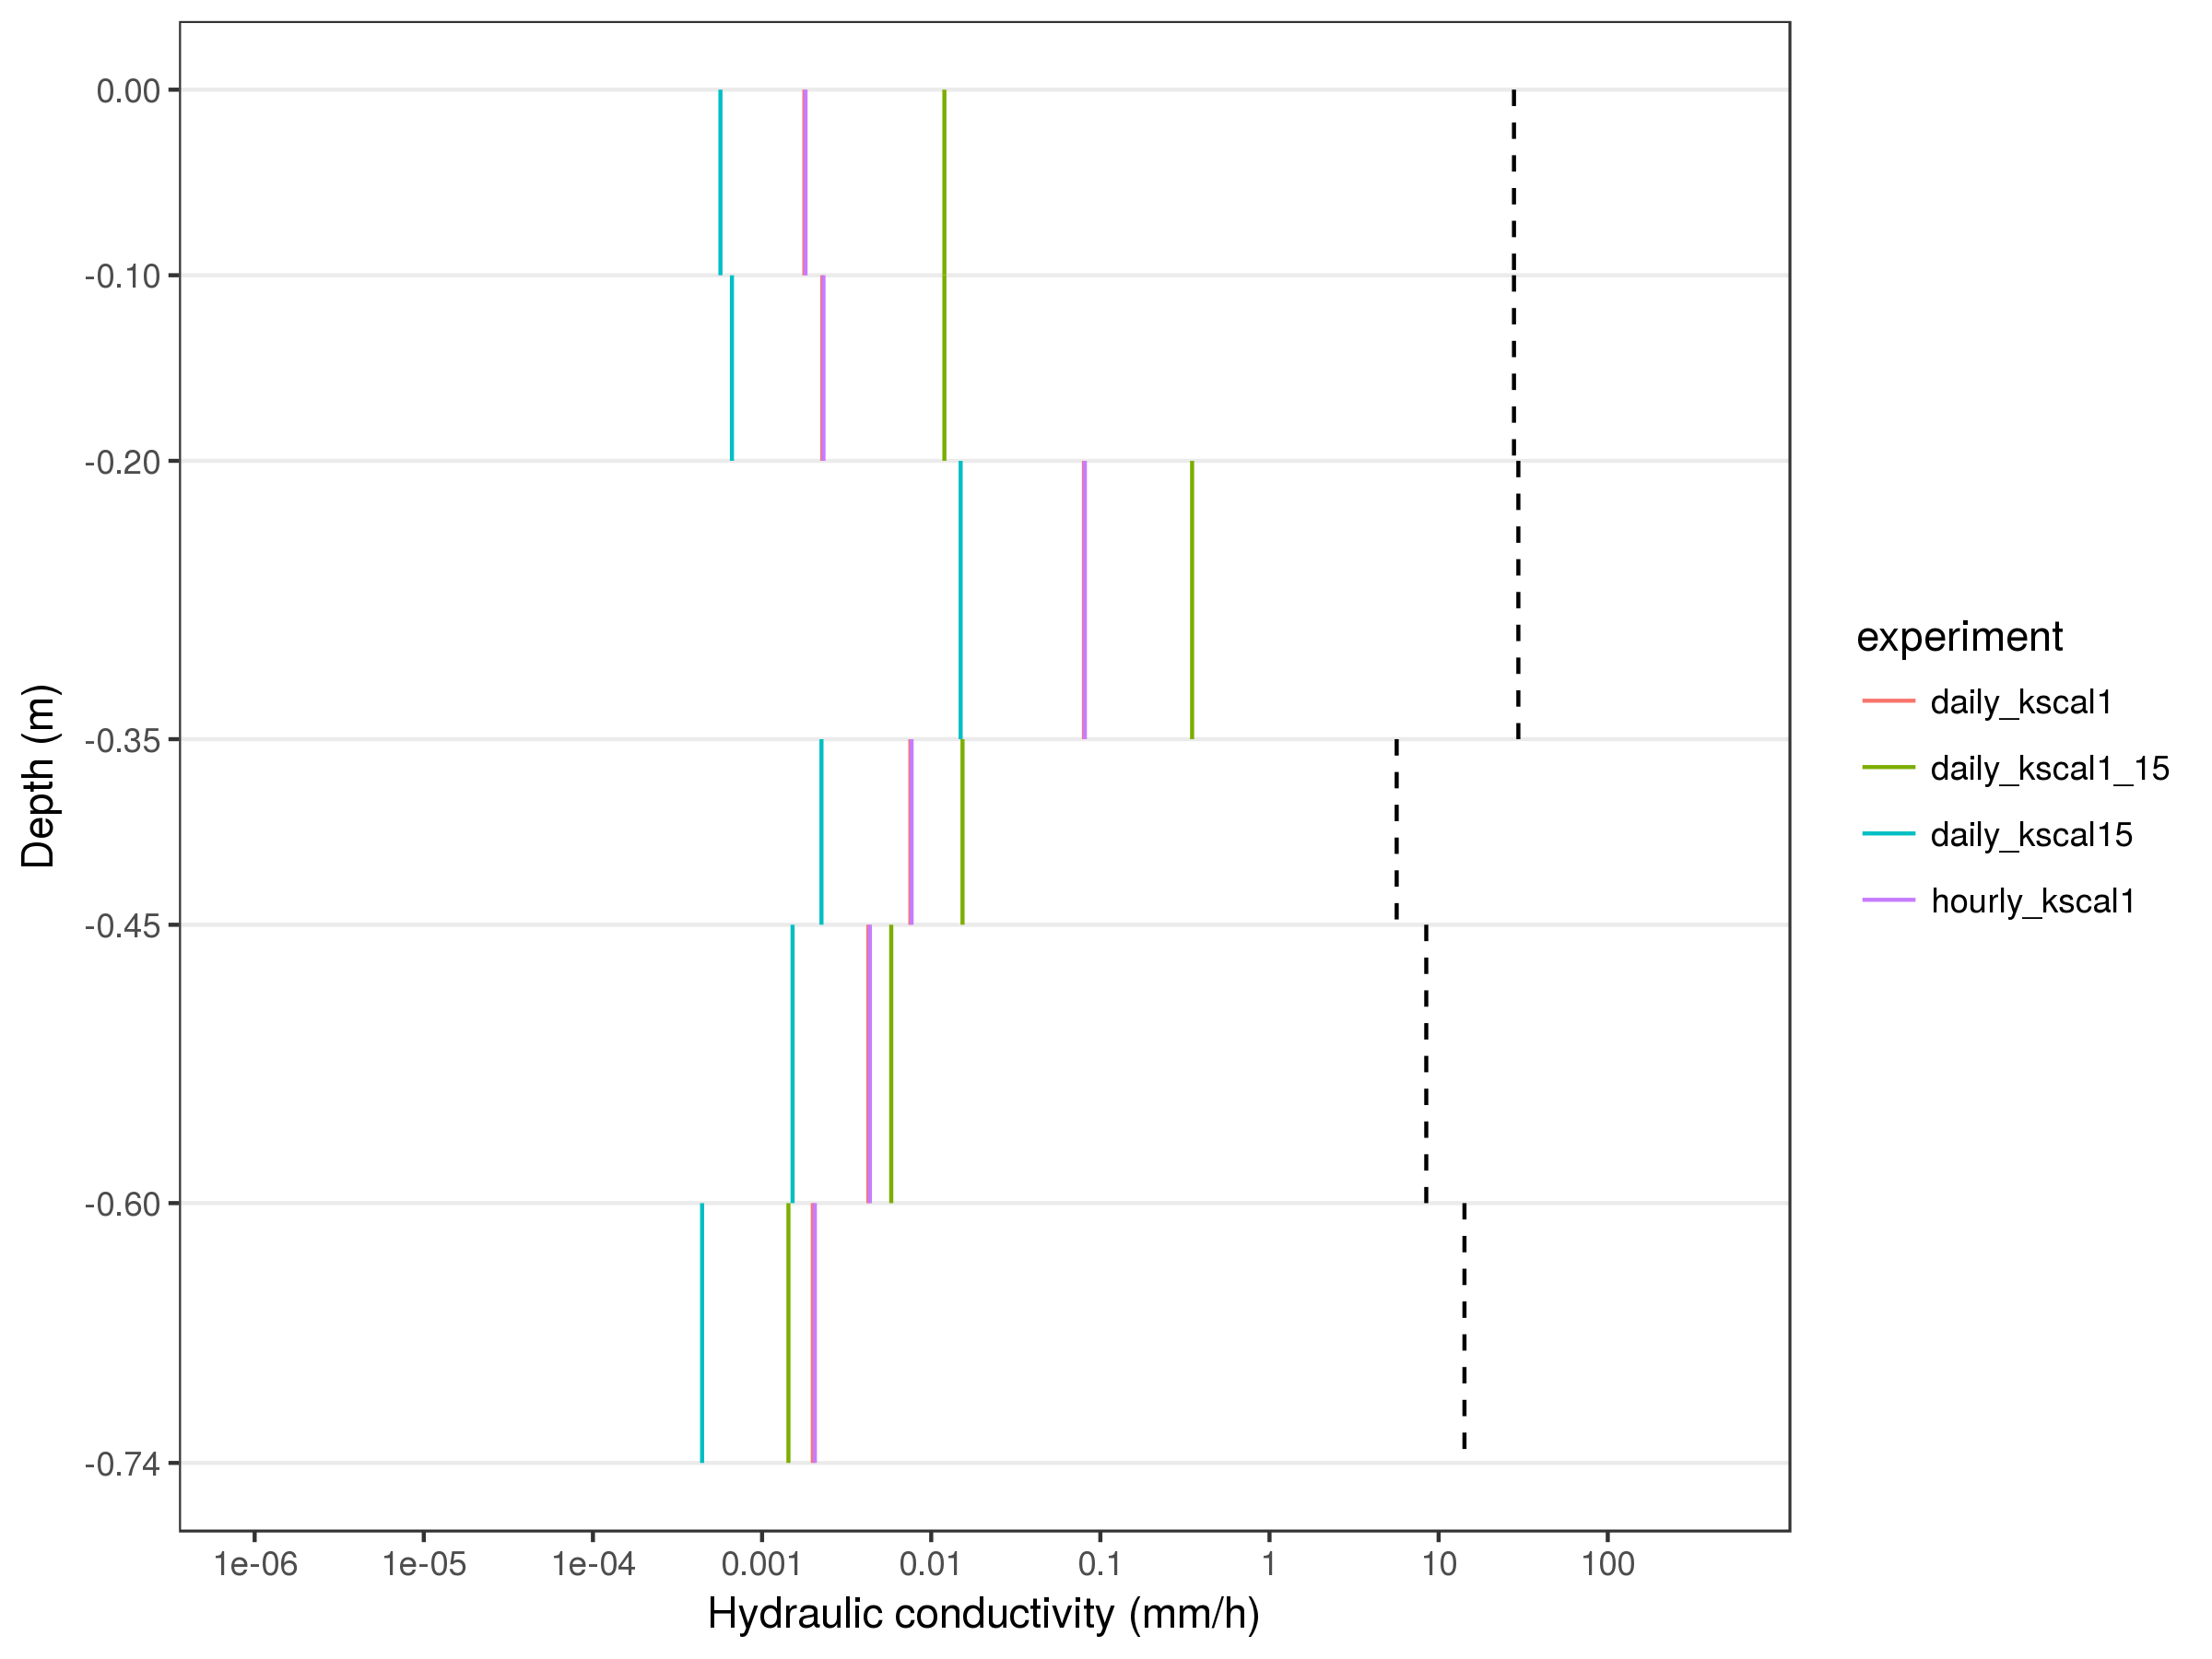 0.00
-0.10
-0.20
-0.35
-0.45
-0.60
-0.74
Depth (m)
1e-06 1e-05 1e-04 0.001 0.01 0.1 1 10 100
Hydraulic conductivity (mm/h)
experiment
daily_kscal1
daily_kscal1_15
daily_kscal15
hourly_kscal1